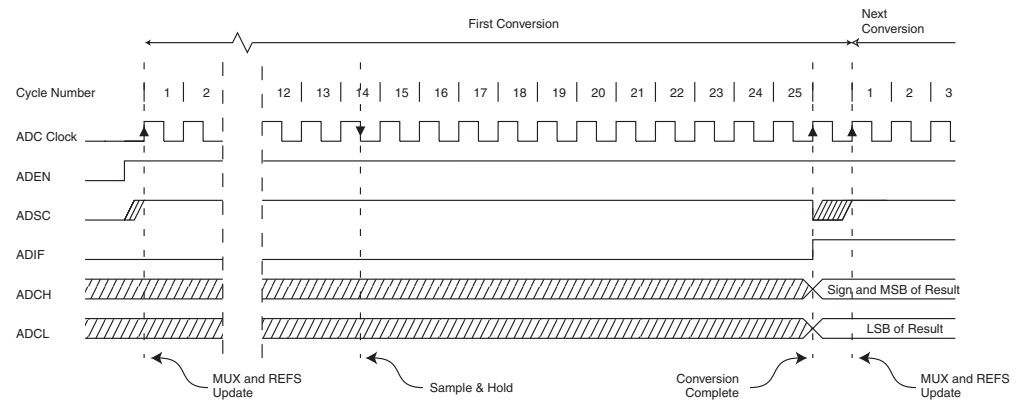 First Conversion
Next
Conversion
Cycle Number 1 2 12 13 14 15 16 17 18 19 20 21 22 23 24 25 1 2 3
ADC Clock
ADEN
ADSC
ADIF
ADCH Sign and MSB of Result
ADCL LSB of Result
MUX and REFS
Update
Sample & Hold
Conversion
Complete
MUX and REFS
Update